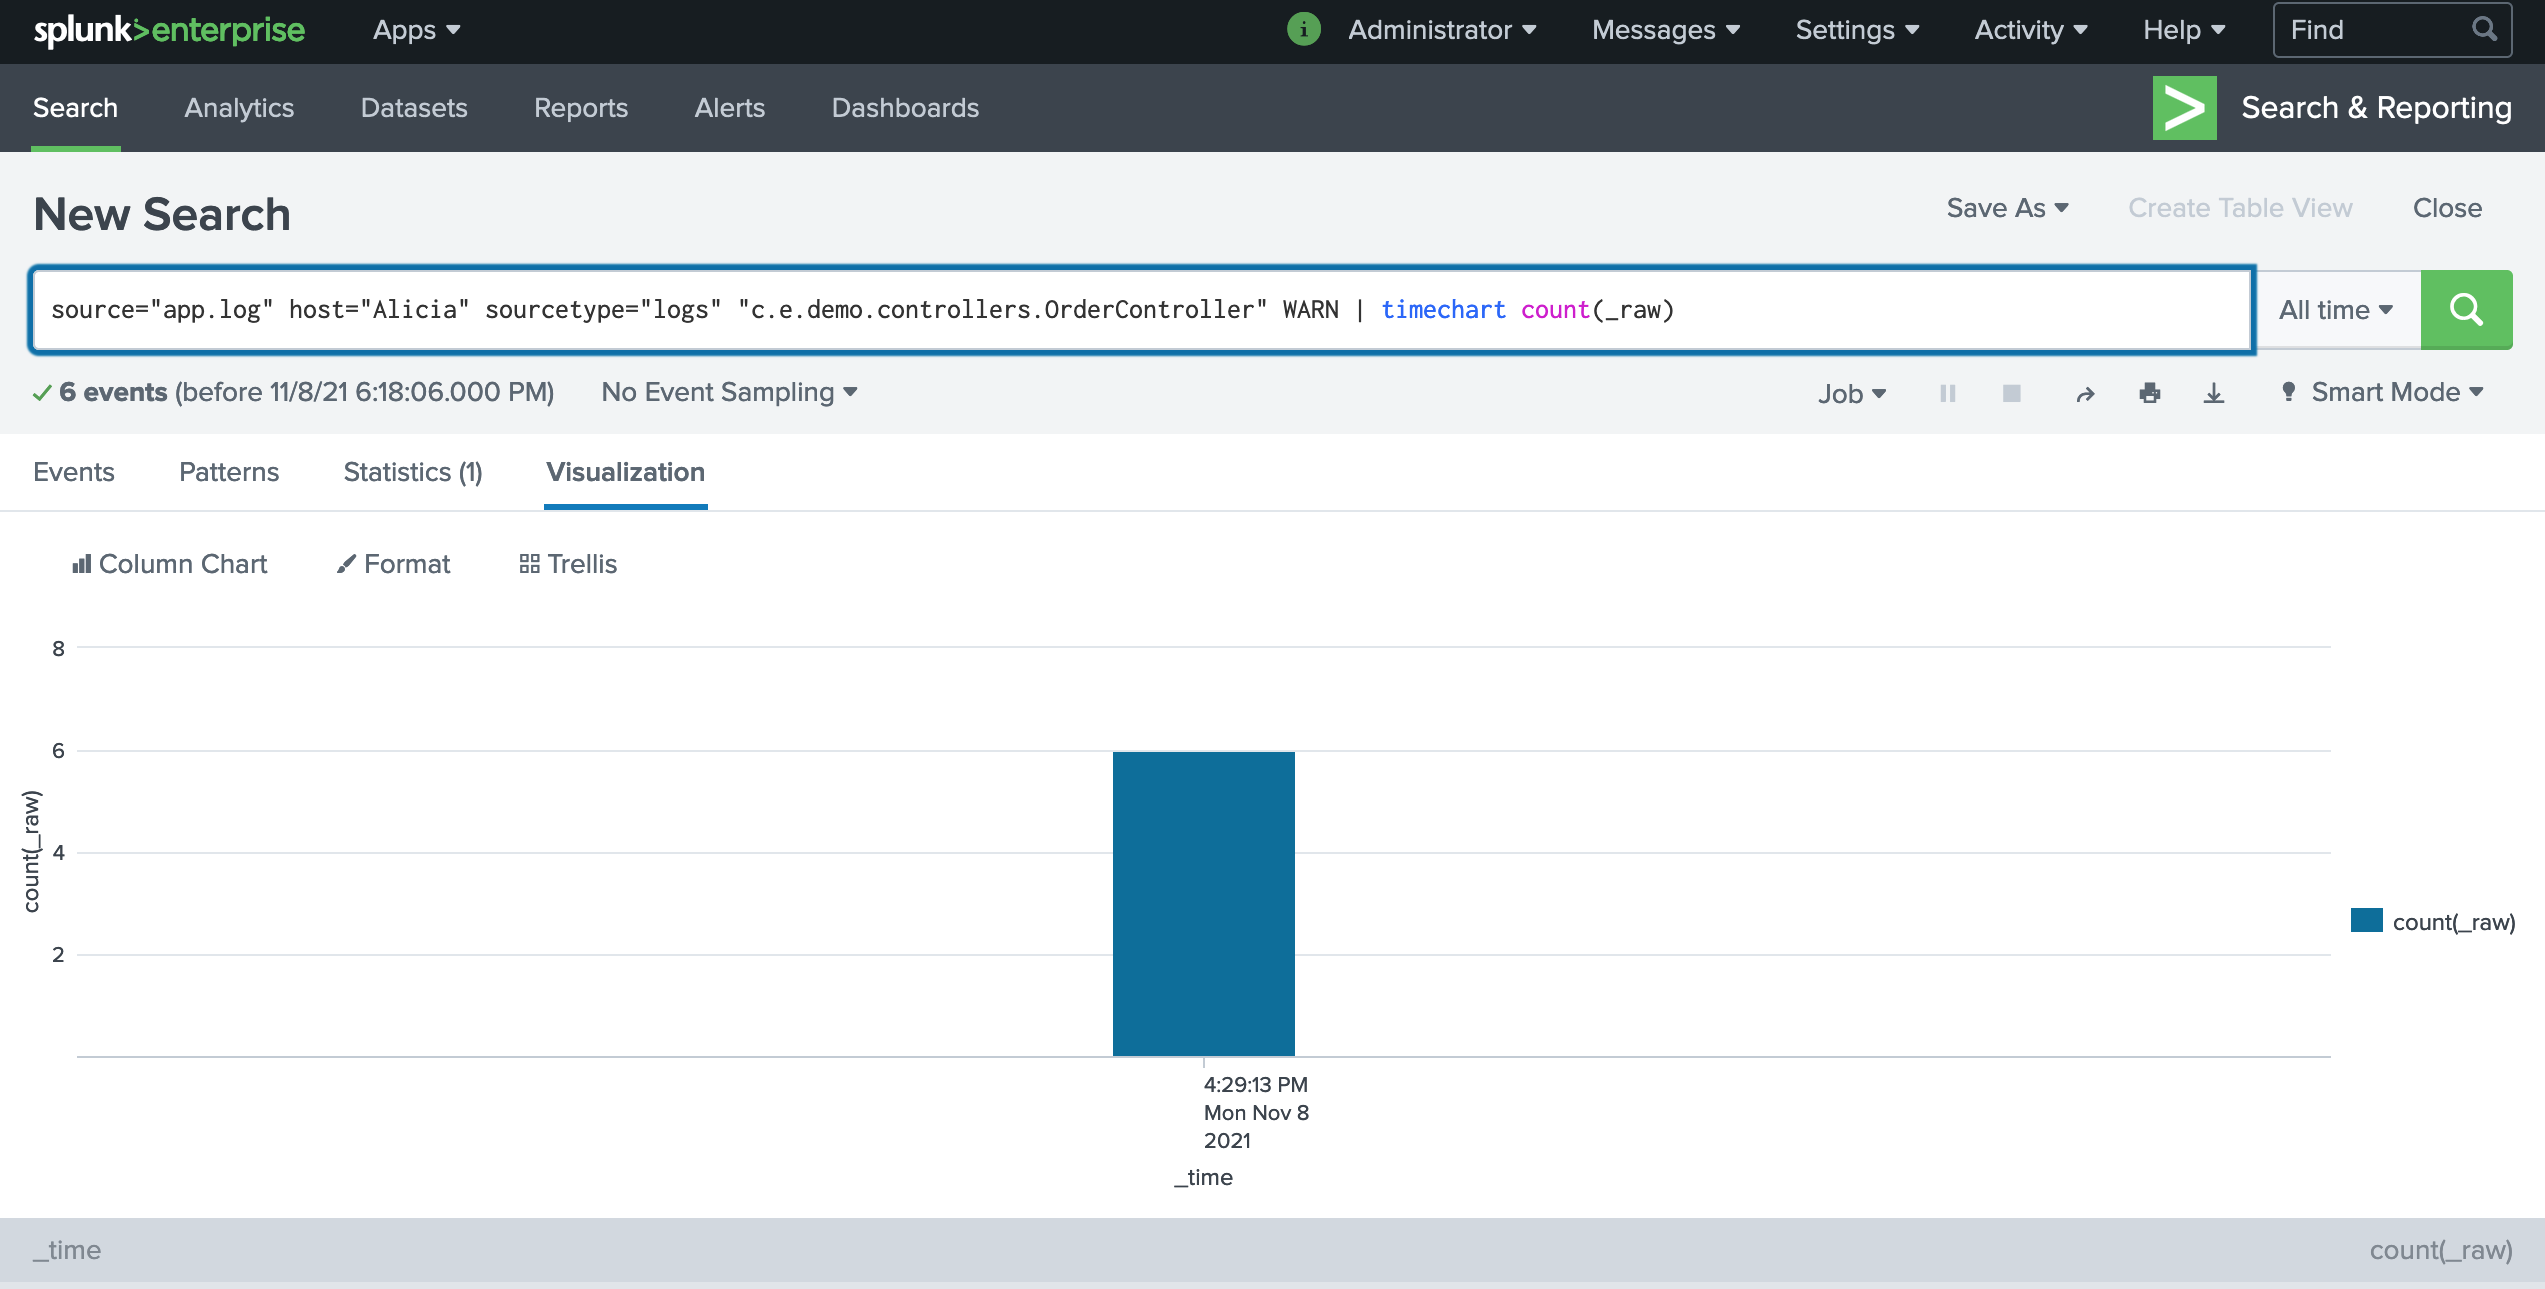 splunk>enterprise Apps i Administrator Messages Settings Activity Help Find
Search Analytics Datasets Reports Alerts Dashboards > Search & Reporting
New Search Save As Create Table View Close
source="app.log" host="Alicia" sourcetype="logs" "c.e.demo.controllers.OrderController" WARN | timechart count(_raw) All time
6 events (before 11/8/21 6:18:06.000 PM) No Event Sampling Job Smart Mode
Events Patterns Statistics (1) Visualization
Column Chart Format Trellis
8
6
4
2
count(_raw)
count(_raw)
4:29:13 PM
Mon Nov 8
2021
_time
_time count(_raw)